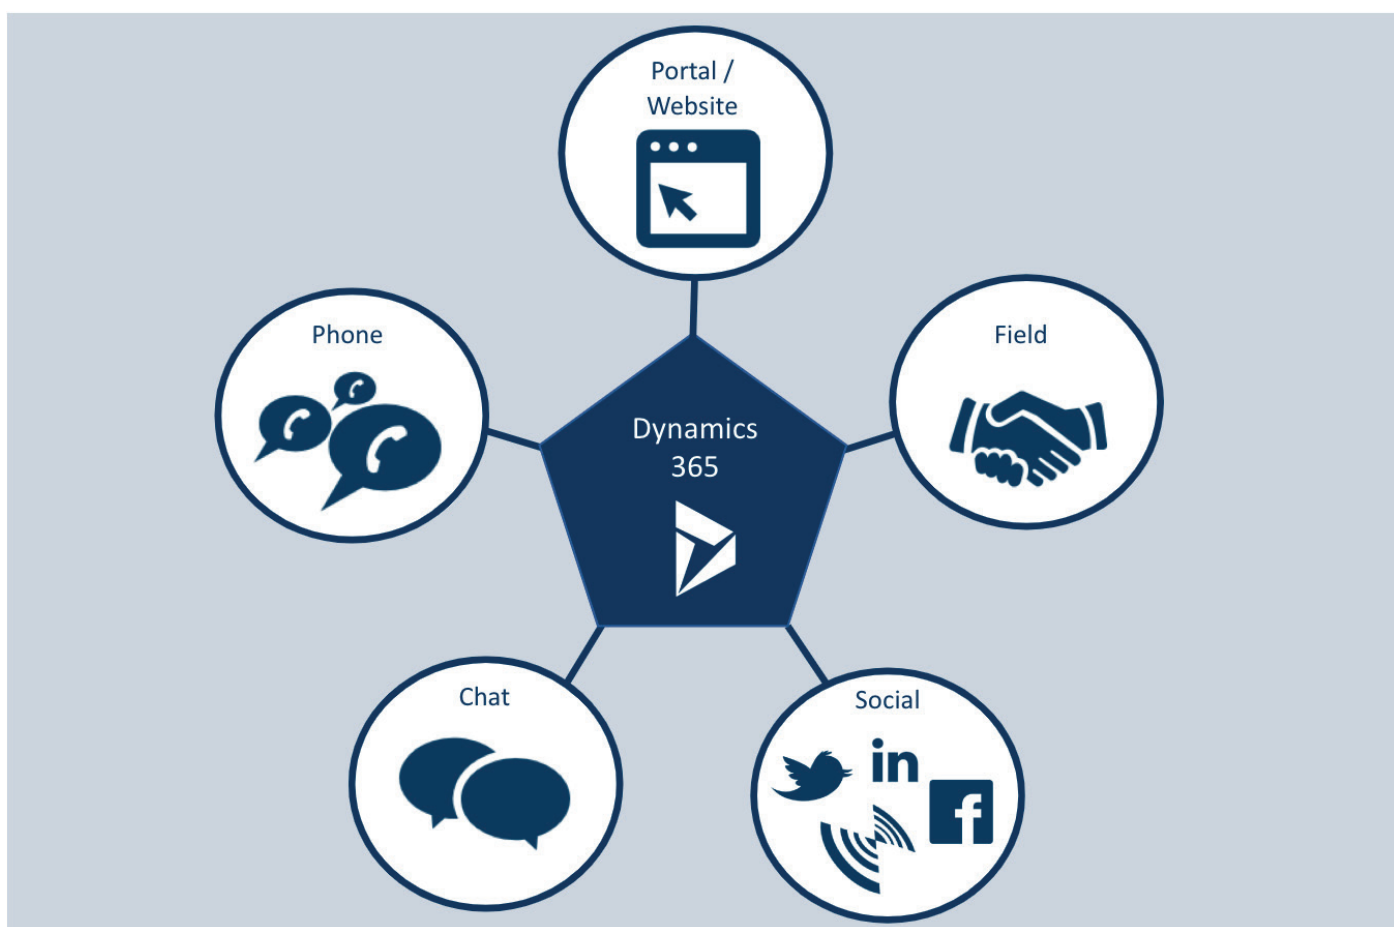 Portal /
Website
Phone
Field
Dynamics
365
Chat
Social
in
f